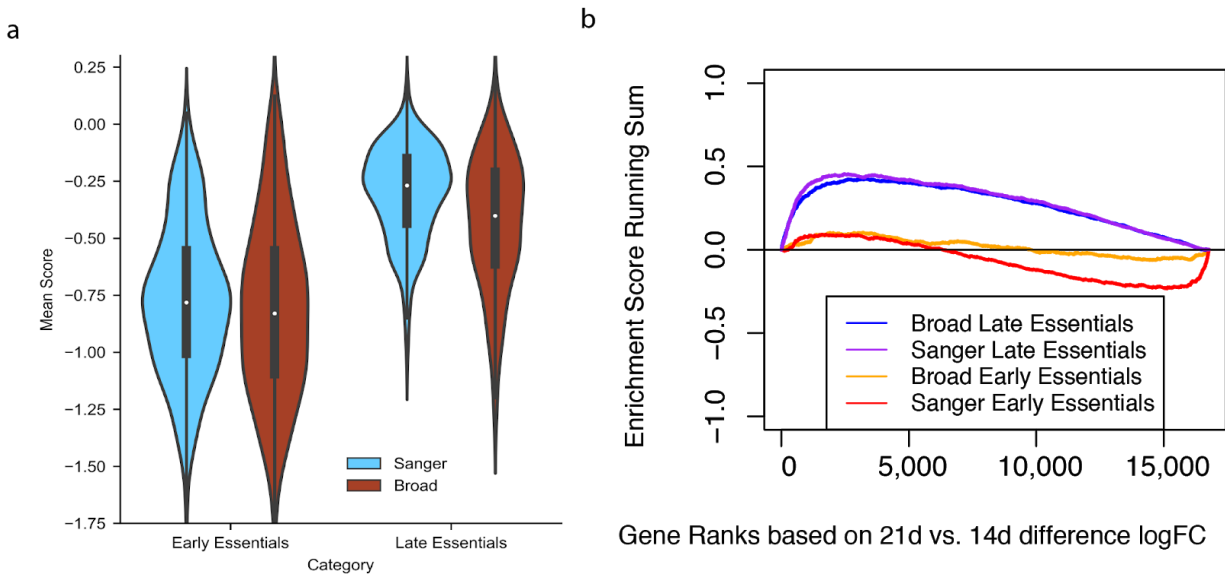 a
Mean Score
0.25
0.00
−0.25
−0.50
−0.75
−1.00
−1.25
−1.50
−1.75
Sanger
Broad
Early Essentials
Late Essentials
Category
b
Enrichment Score Running Sum
1.0
0.5
0.0
−0.5
−1.0
Broad Late Essentials
Sanger Late Essentials
Broad Early Essentials
Sanger Early Essentials
0
5,000
10,000
15,000
Gene Ranks based on 21d vs. 14d difference logFC